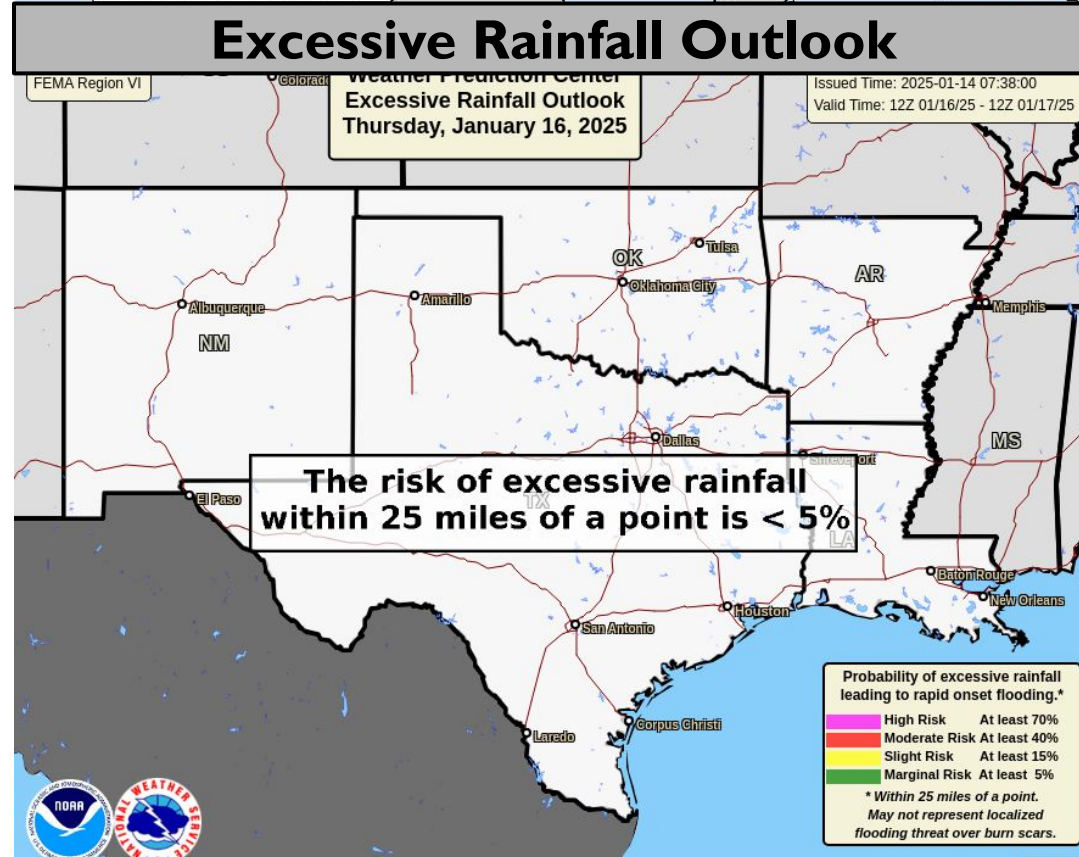 Excessive Rainfall Outlook
FEMA Region VI
Weather Prediction Center
Excessive Rainfall Outlook
Thursday, January 16, 2025
Issued Time: 2025-01-14 07:38:00
Valid Time: 12Z 01/16/25 - 12Z 01/17/25
Colorado
Tulsa
OK
Oklahoma City
AR
Amarillo
Albuquerque
Memphis
NM
Dallas
MS
Shreveport
The risk of excessive rainfall
within 25 miles of a point is < 5%
El Paso
TX
LA
Baton Rouge
New Orleans
Houston
San Antonio
Corpus Christi
Laredo
Probability of excessive rainfall
leading to rapid onset flooding.*
High Risk At least 70%
Moderate Risk At least 40%
Slight Risk At least 15%
Marginal Risk At least 5%
* Within 25 miles of a point.
May not represent localized
flooding threat over burn scars.
NOAA
NATIONAL WEATHER SERVICE